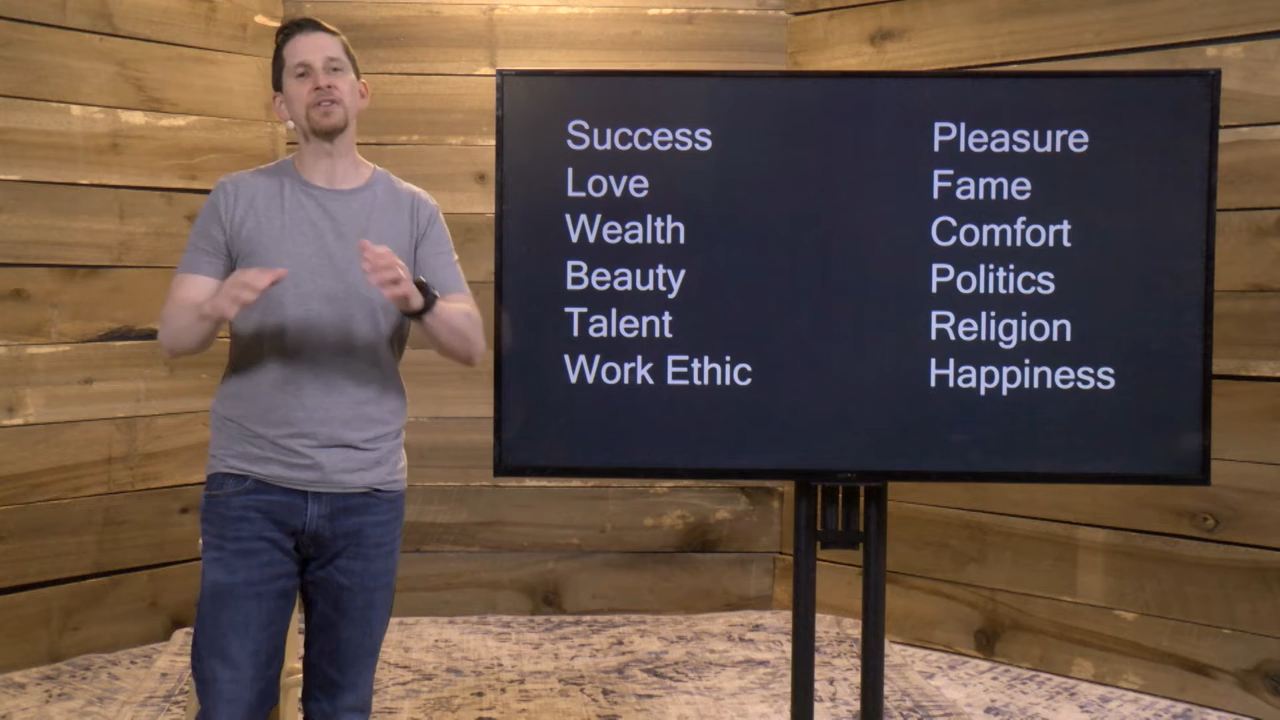 Success
Love
Wealth
Beauty
Talent
Work Ethic
Pleasure
Fame
Comfort
Politics
Religion
Happiness